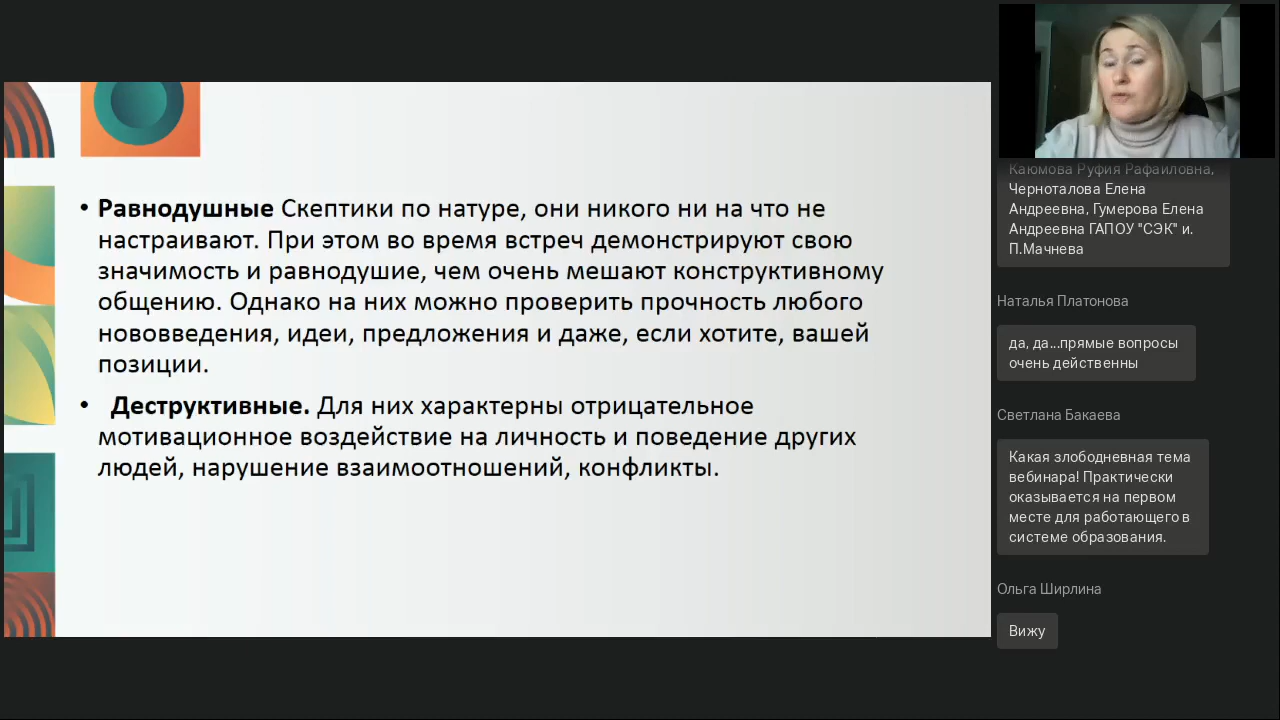 • Равнодушные Скептики по натуре, они никого ни на что не
настраивают. При этом во время встреч демонстрируют свою
значимость и равнодушие, чем очень мешают конструктивному
общению. Однако на них можно проверить прочность любого
нововведения, идеи, предложения и даже, если хотите, вашей
позиции.
• Деструктивные. Для них характерны отрицательное
мотивационное воздействие на личность и поведение других
людей, нарушение взаимоотношений, конфликты.
Каюмова Руфия Рафаиловна,
Черноталова Елена
Андреевна, Гумерова Елена
Андреевна ГАПОУ "СЭК" и.
П.Мачнева
Наталья Платонова
да, да...прямые вопросы
очень действенны
Светлана Бакаева
Какая злободневная тема
вебинара! Практически
оказывается на первом
месте для работающего в
системе образования.
Ольга Ширлина
Вижу